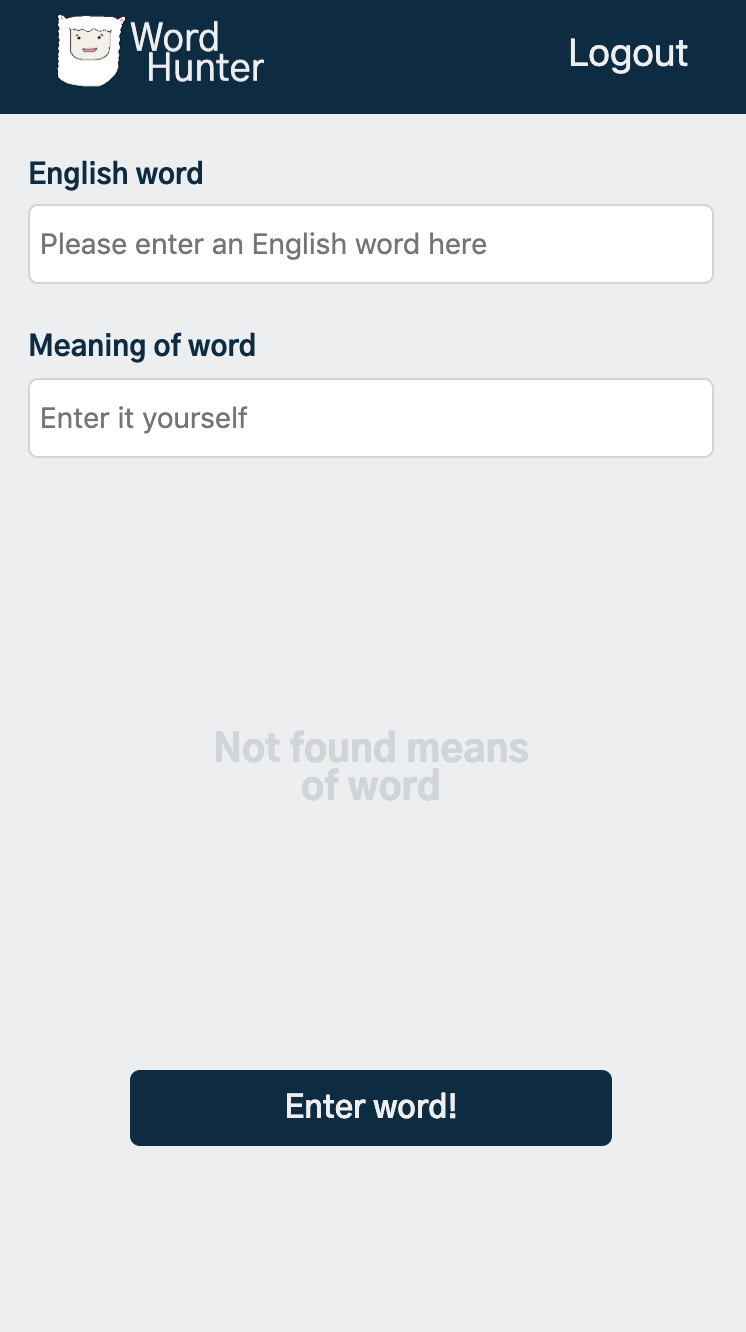 Word
Hunter
Logout
English word
Please enter an English word here
Meaning of word
Enter it yourself
Not found means
of word
Enter word!